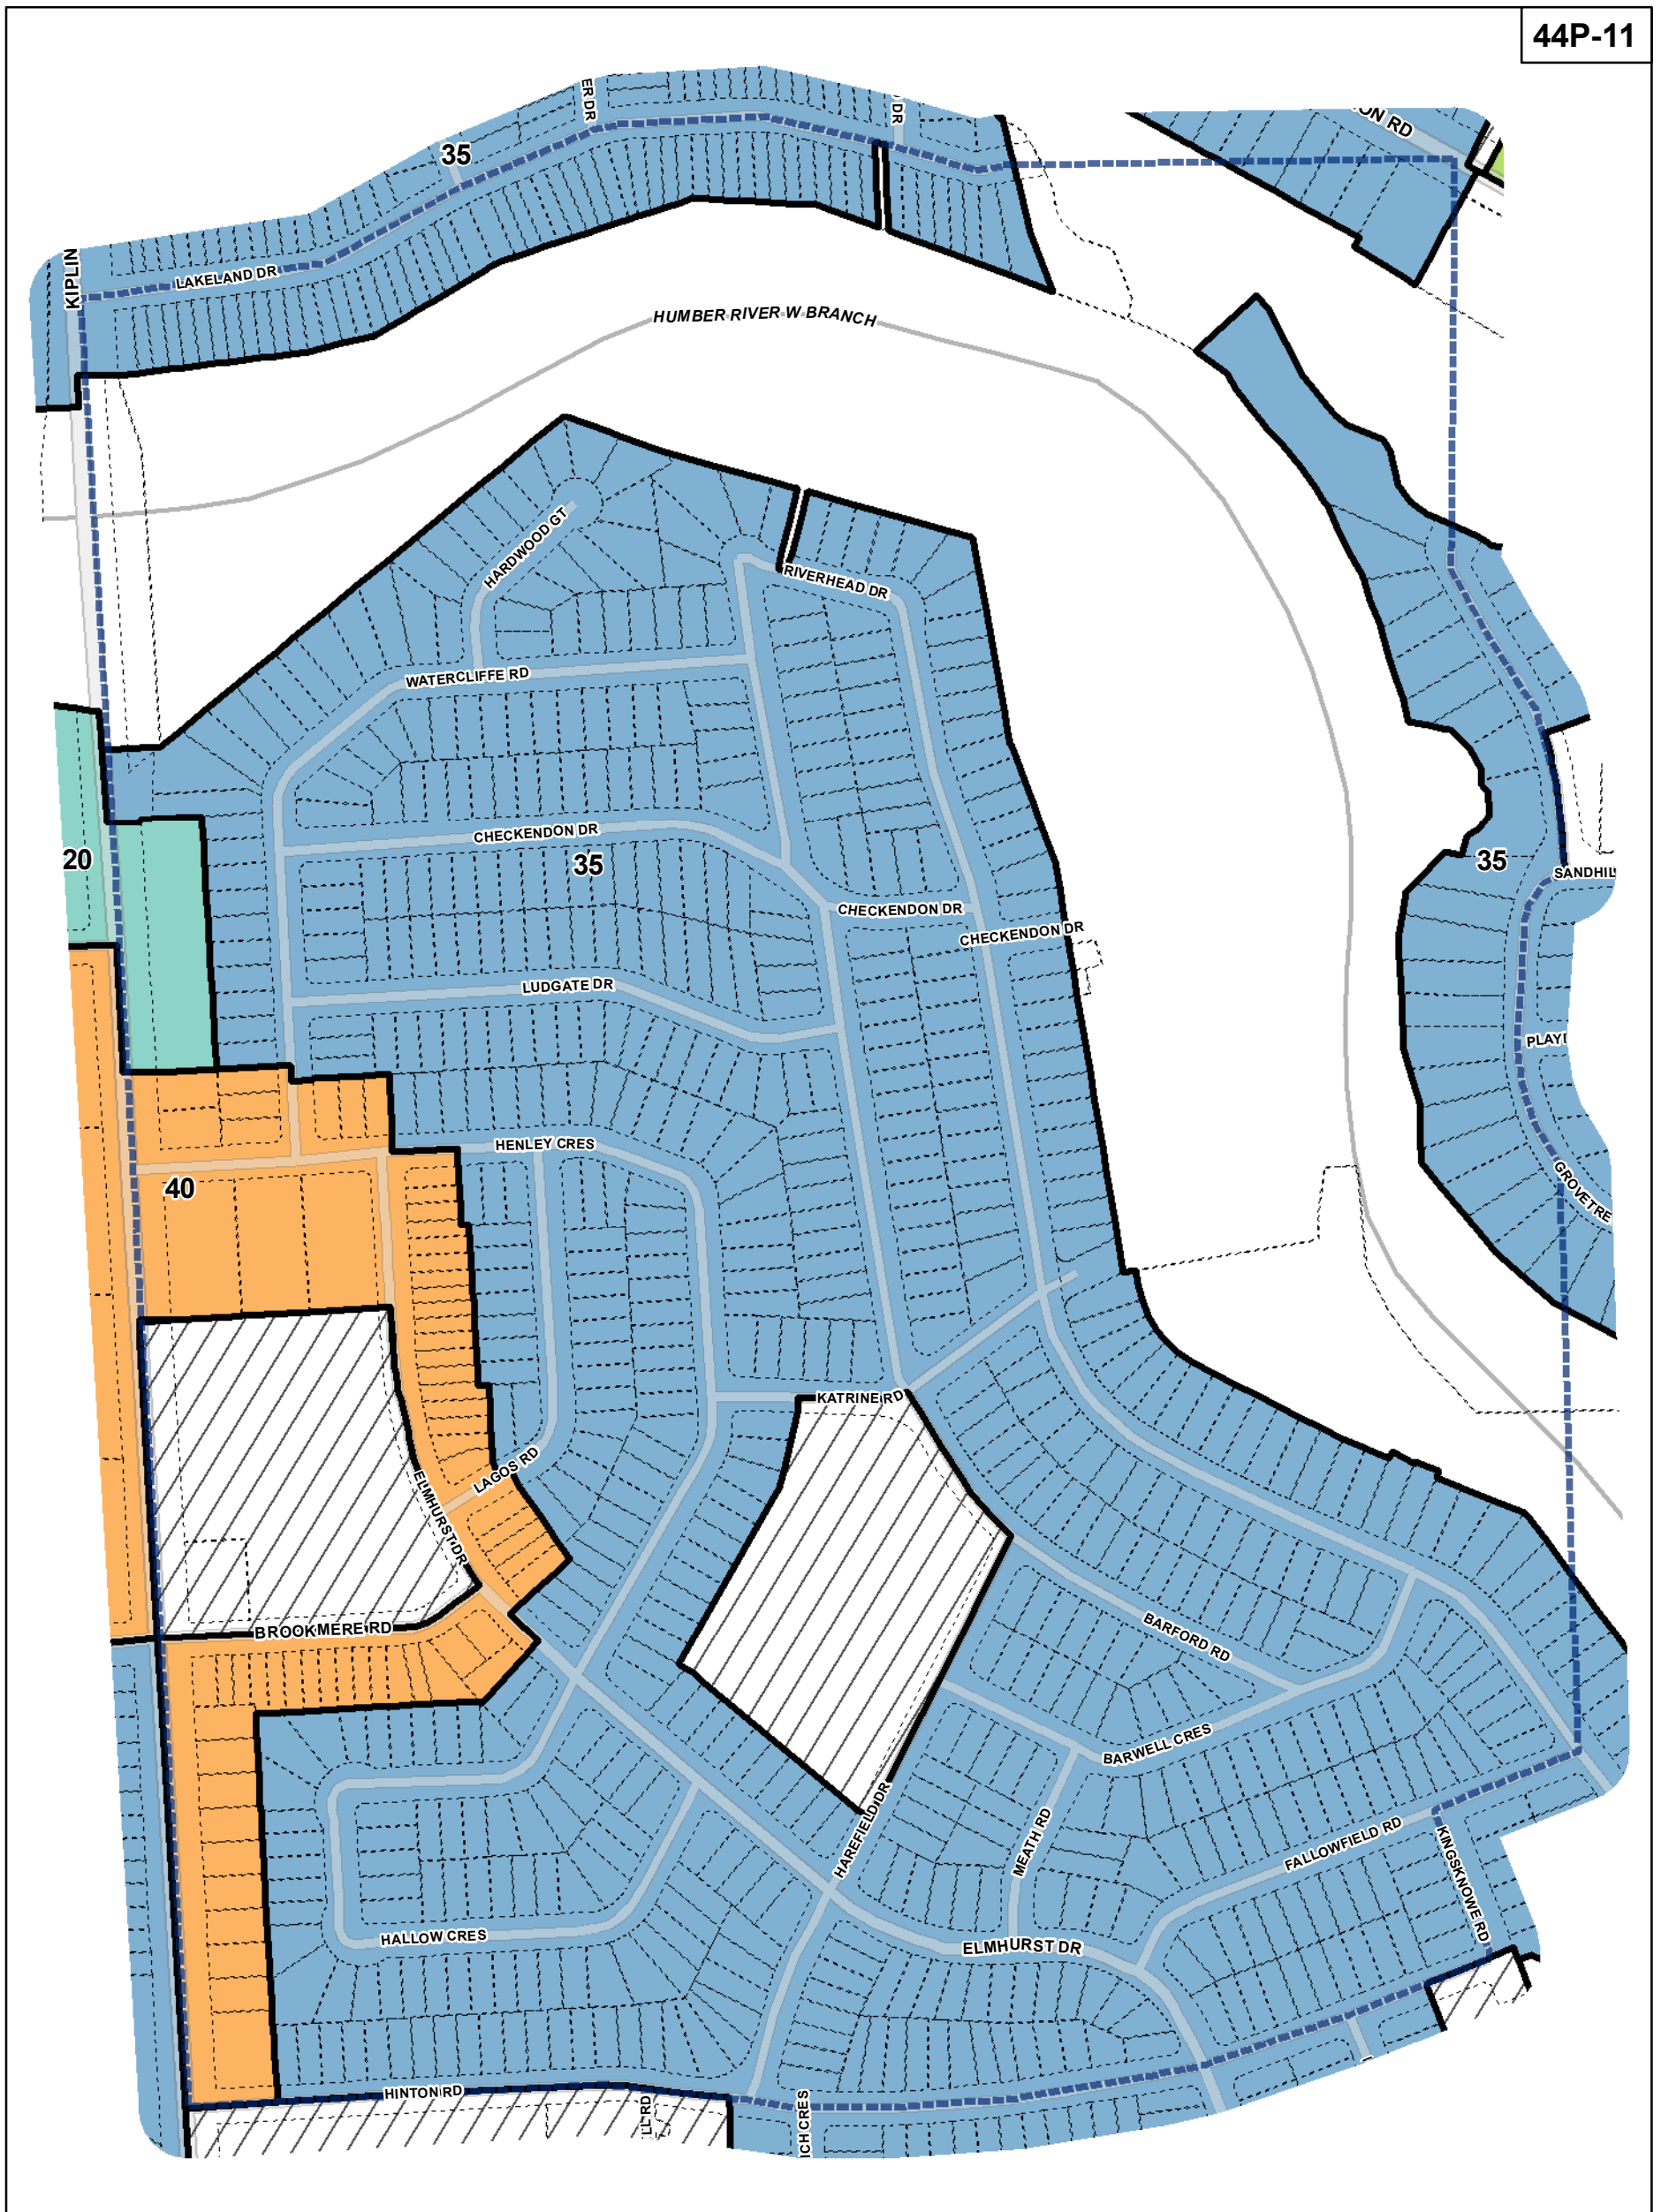 44P-11
ER DR
DR
ON RD
35
KIPLIN
LAKELAND DR
HUMBER RIVER W BRANCH
HARDWOOD GT
RIVERHEAD DR
WATERCLIFFE RD
CHECKENDON DR
20
35
35
SANDHIL
CHECKENDON DR
CHECKENDON DR
LUDGATE DR
PLAYI
HENLEY CRES
40
GROVETRE
KATRINE RD
LAGOS RD
ELMHURST DR
BROOKMERE RD
BARFORD RD
BARWELL CRES
HAREFIELD DR
MEATH RD
FALLOWFIELD RD
KINGSKNOWE RD
HALLOW CRES
ELMHURST DR
HINTON RD
LL RD
ICH CRES